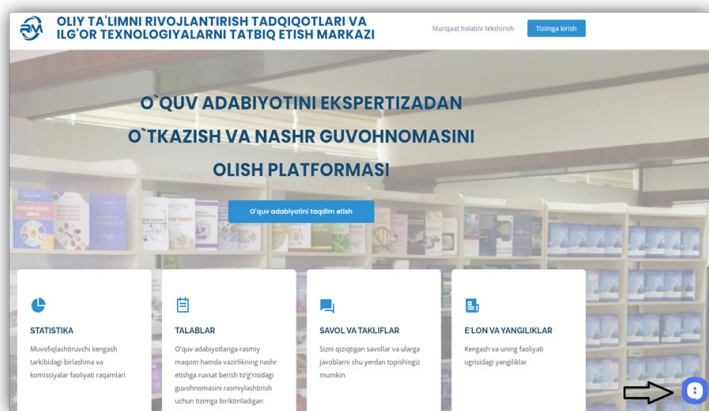 OLIY TA'LIMNI RIVOJLANTIRISH TADQIQOTLARI VA
ILG'OR TEXNOLOGIYALARNI TATBIQ ETISH MARKAZI
Murojaat holatini tekshirish
Tizimga kirish
O`QUV ADABIYOTINI EKSPERTIZADAN
O`TKAZISH VA NASHR GUVOHNOMASINI
OLISH PLATFORMASI
O`quv adabiyotini taqdim etish
STATISTIKA
Muvofiqlashtiruvchi kengash
tarkibidagi birlashma va
komissiyalar faoliyati raqamlari
TALABLAR
O'quv adabiyotlariga rasmiy
maqom hamda vazirlikning nashr
etishga ruxsat berish to'g'risidagi
guvohnomasini rasmiylashtirish
uchun tizimga biriktiriladigan
SAVOL VA TAKLIFLAR
Sizni qiziqtigan savollar va ularga
javoblarni shu yerdan topishingiz
mumkin
E'LON VA YANGILIKLAR
Kengash va uning faoliyati
ugrisidagi yangiliklar